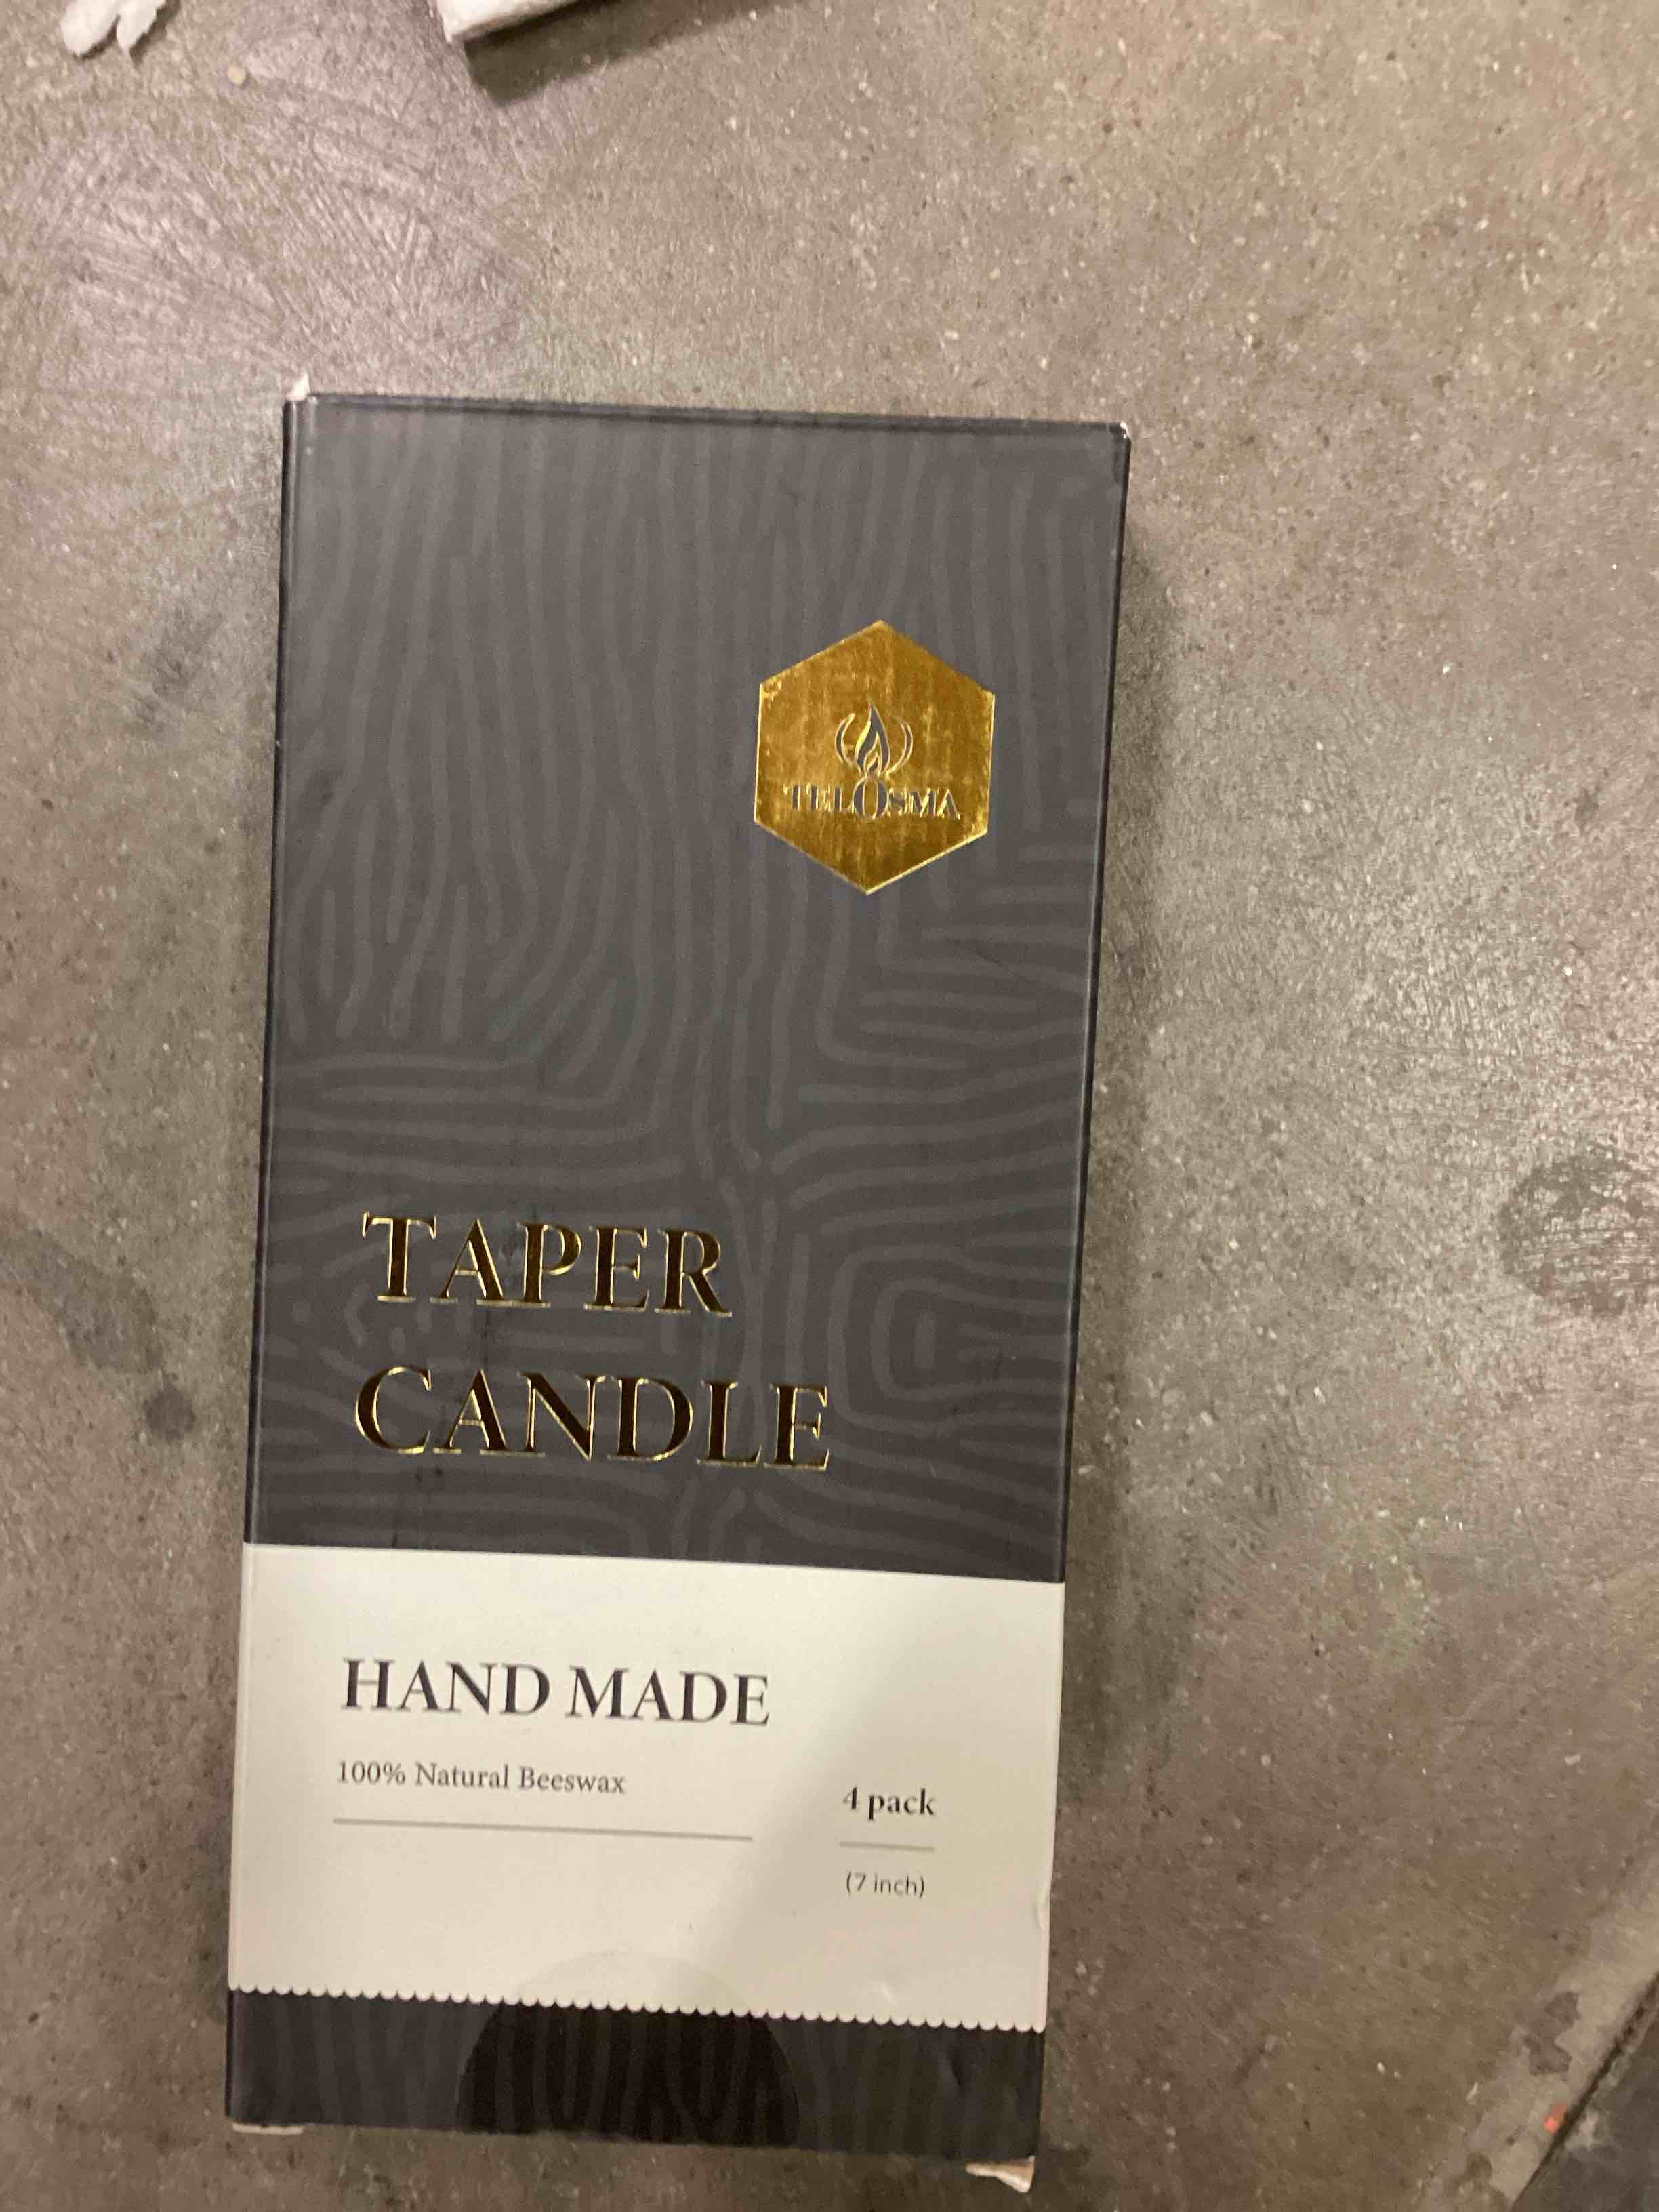 TELOSMA
TAPER
CANDLE
HAND MADE
100% Natural Beeswax
4 pack
(7 inch)